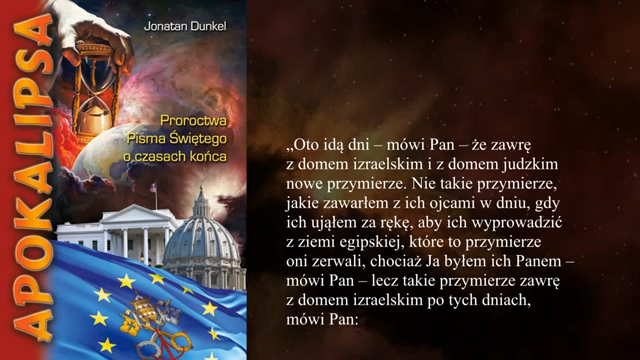 Jonatan Dunkel
APOKALIPSA
Proroctwa
Pisma Świętego
o czasach końca
„Oto idą dni – mówi Pan – że zawrę
z domem izraelskim i z domem judzkim
nowe przymierze. Nie takie przymierze,
jakie zawarłem z ich ojcami w dniu, gdy
ich ująłem za rękę, aby ich wyprowadzić
z ziemi egipskiej, które to przymierze
oni zerwali, chociaż Ja byłem ich Panem –
mówi Pan – lecz takie przymierze zawrę
z domem izraelskim po tych dniach,
mówi Pan: